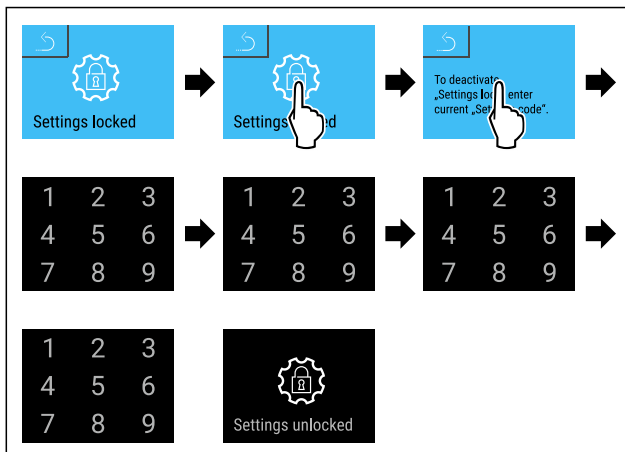 Settings locked
Settings ed
To deactivate
„Settings loc enter
current „Set code“.
1 2 3
4 5 6
7 8 9
1 2 3
4 5 6
7 8 9
1 2 3
4 5 6
7 8 9
1 2 3
4 5 6
7 8 9
Settings unlocked